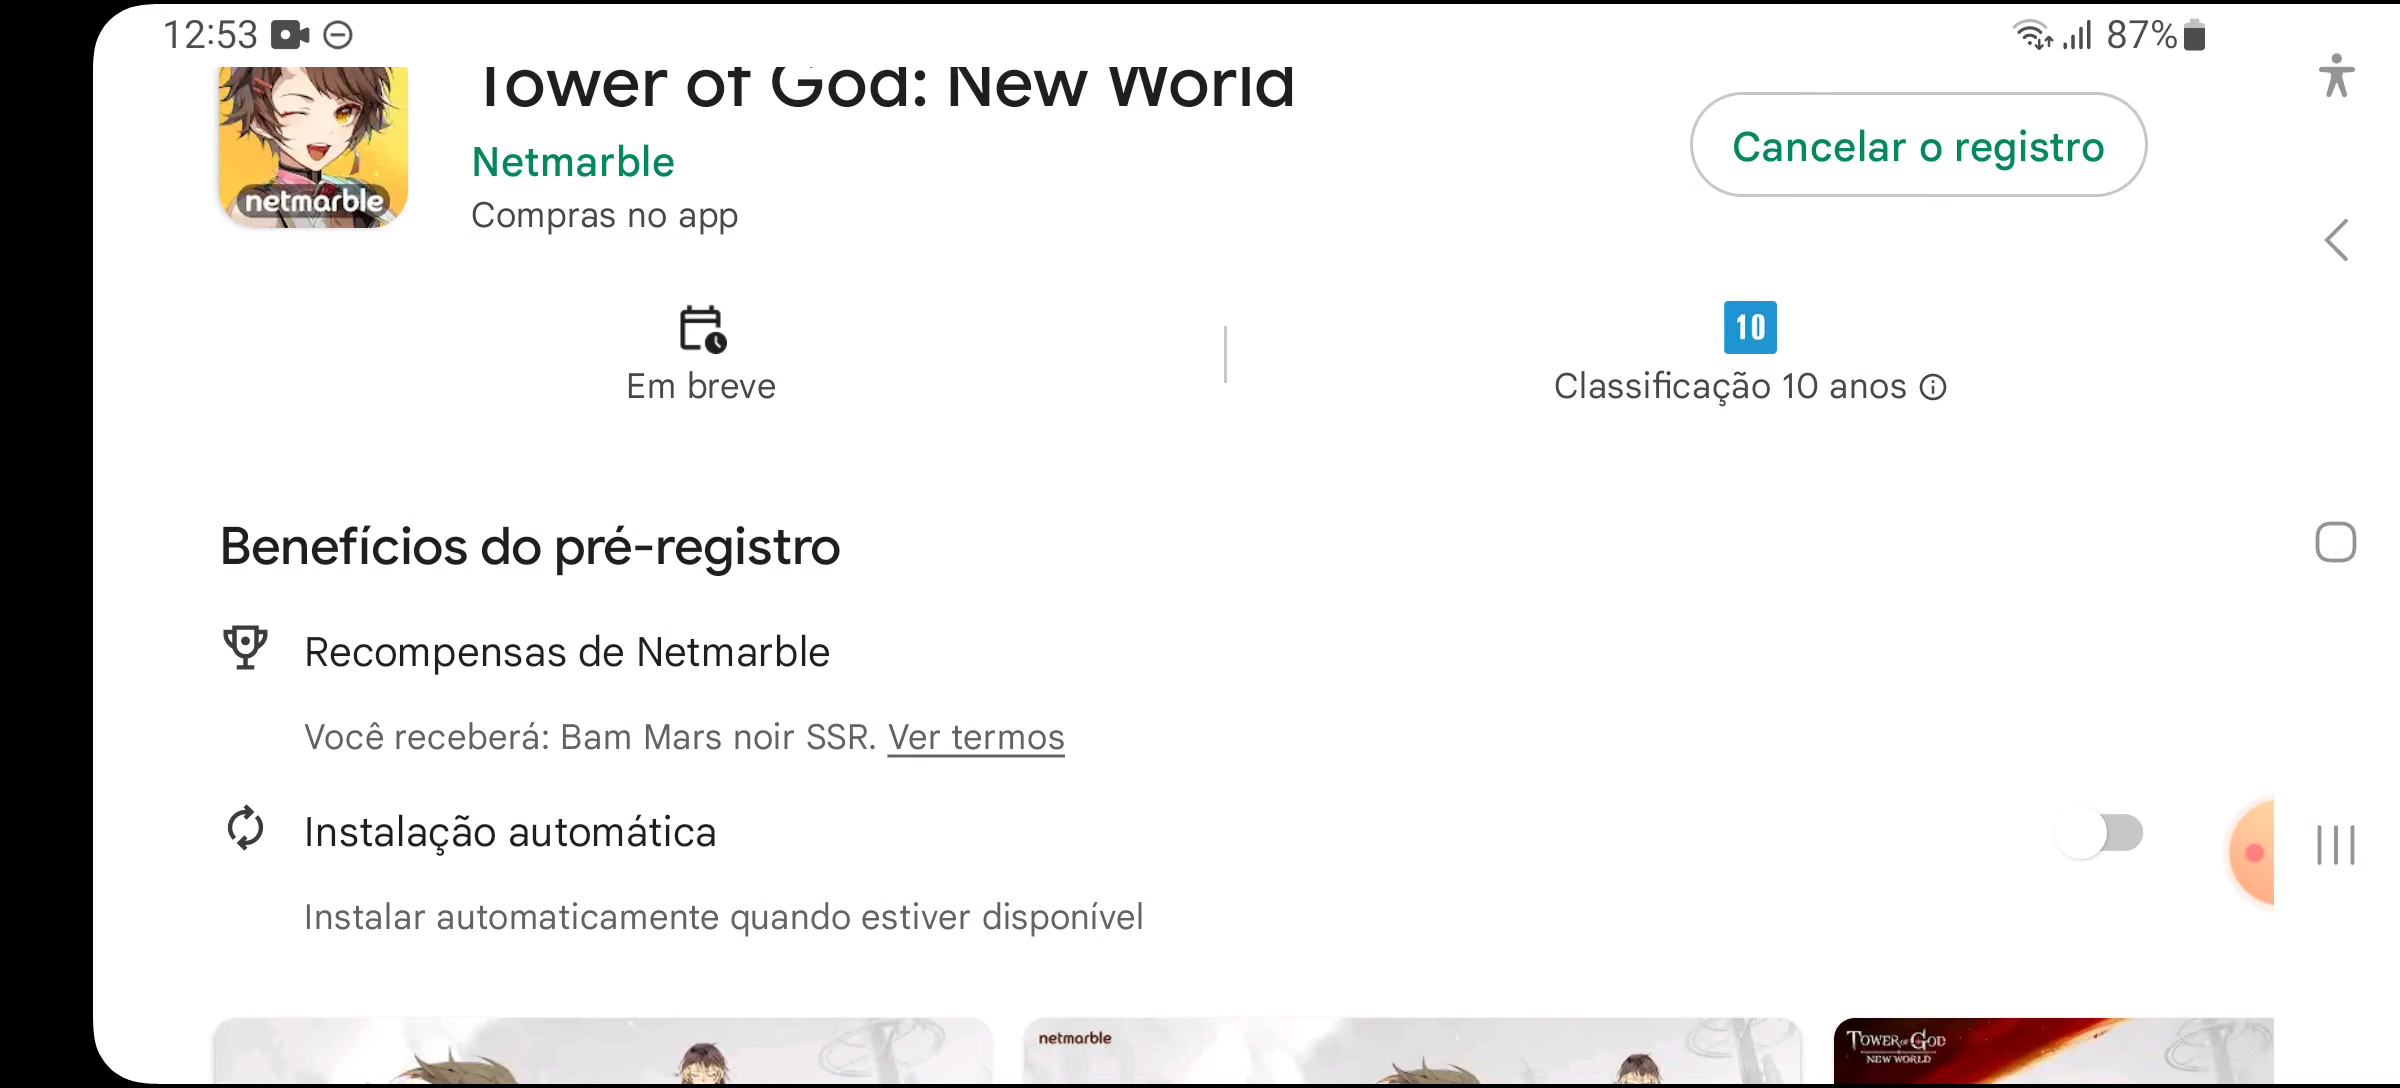 12:53
87%
Tower of God: New World
Netmarble
Compras no app
Cancelar o registro
netmarble
Em breve
10
Classificação 10 anos
Benefícios do pré-registro
Recompensas de Netmarble
Você receberá: Bam Mars noir SSR. Ver termos
Instalação automática
Instalar automaticamente quando estiver disponível
netmarble
TOWER OF GOD
NEW WORLD